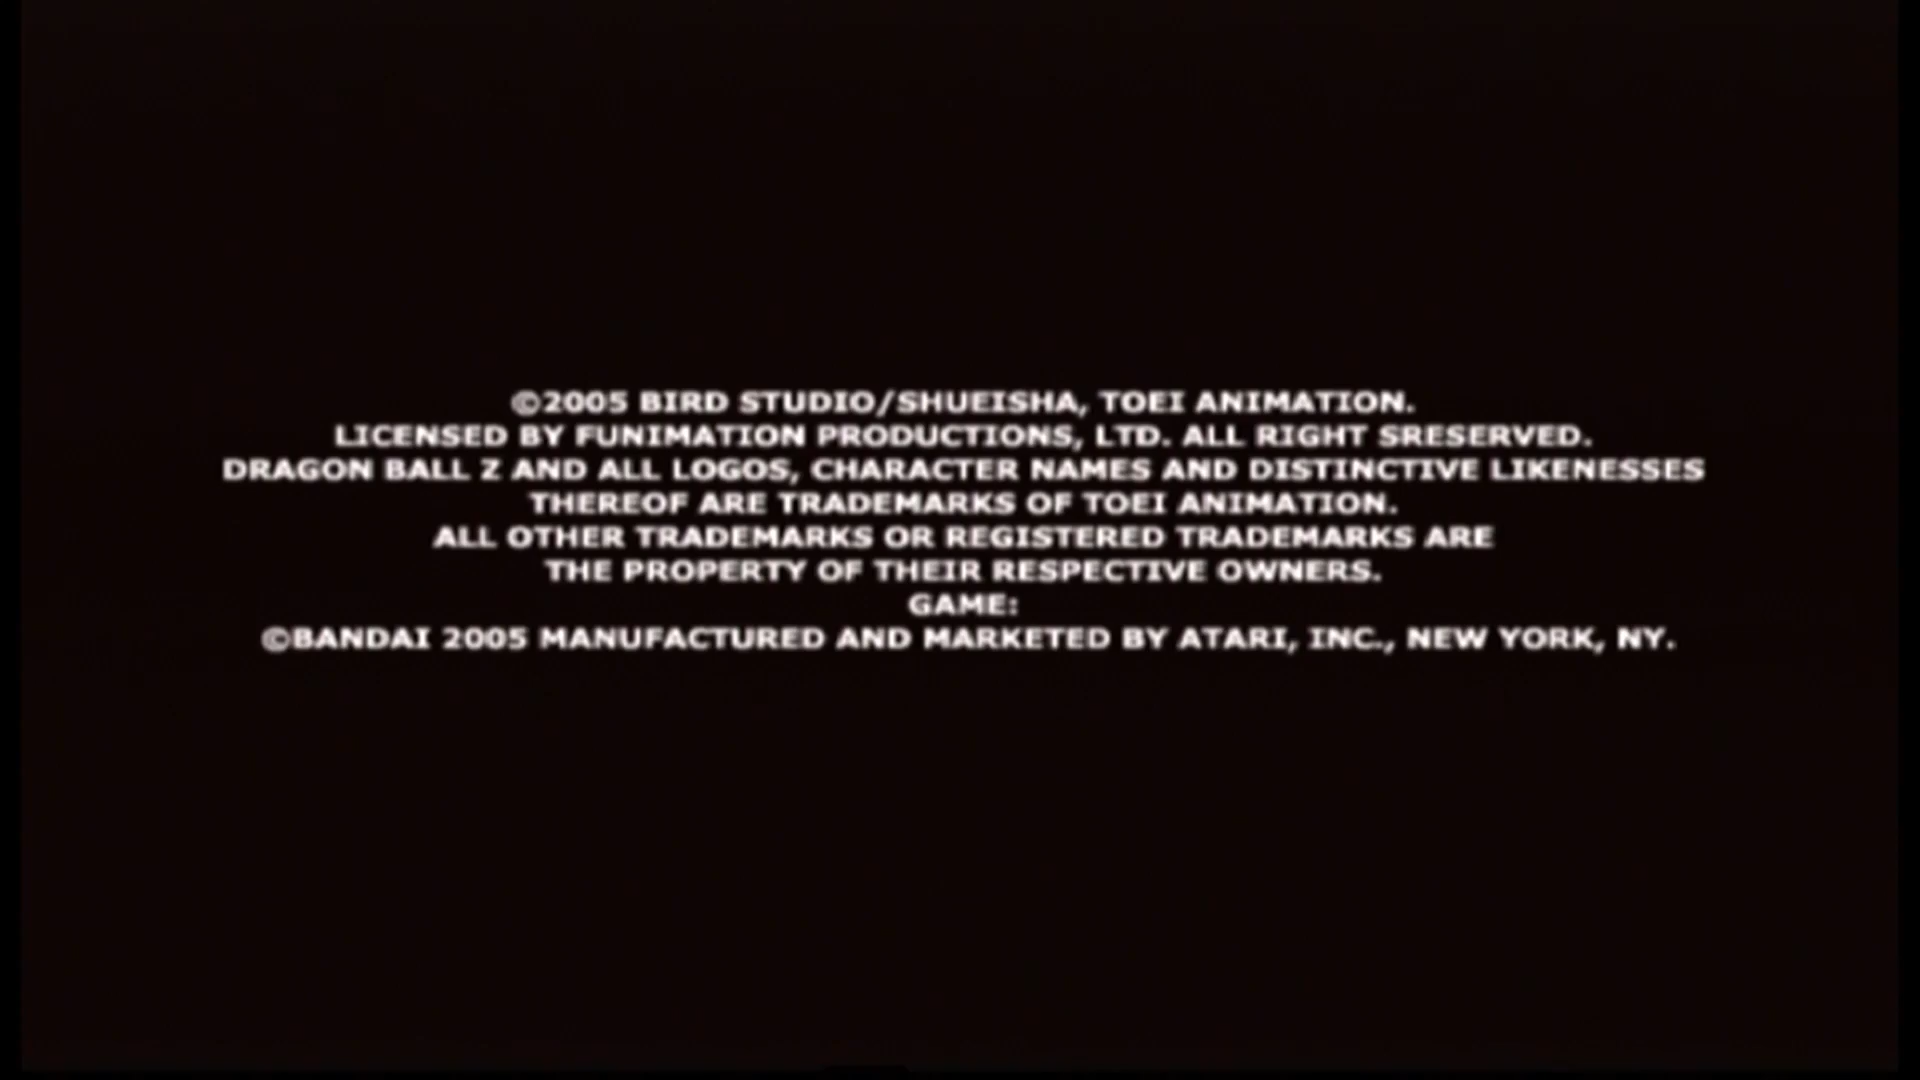 ©2005 BIRD STUDIO/SHUEISHA, TOEI ANIMATION.
LICENSED BY FUNIMATION PRODUCTIONS, LTD. ALL RIGHT SRESERVED.
DRAGON BALL Z AND ALL LOGOS, CHARACTER NAMES AND DISTINCTIVE LIKENESSES
THEREOF ARE TRADEMARKS OF TOEI ANIMATION.
ALL OTHER TRADEMARKS OR REGISTERED TRADEMARKS ARE
THE PROPERTY OF THEIR RESPECTIVE OWNERS.
GAME:
©BANDAI 2005 MANUFACTURED AND MARKETED BY ATARI, INC., NEW YORK, NY.